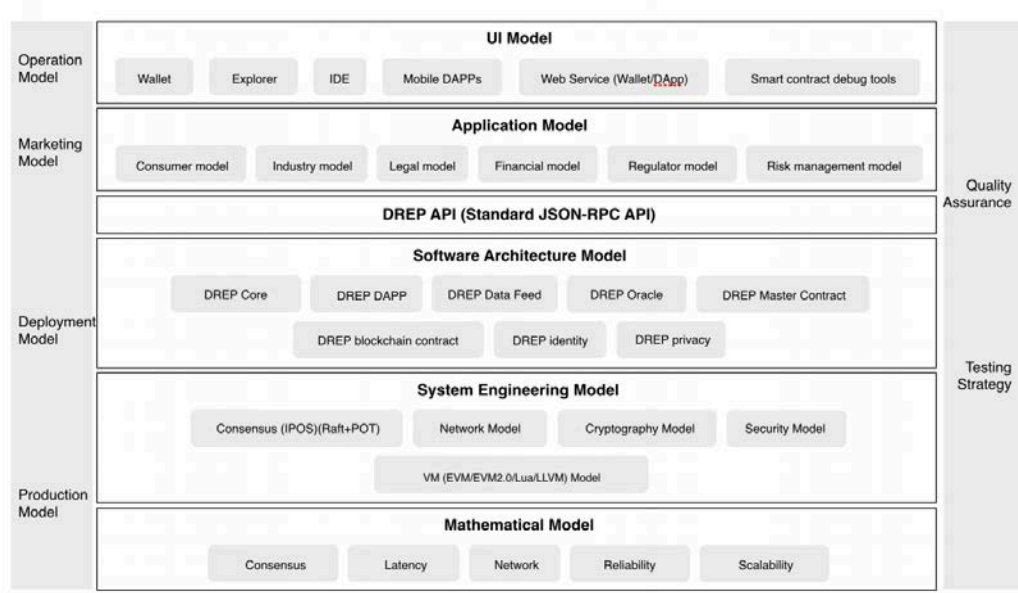 Operation
Model
Marketing
Model
Deployment
Model
Production
Model
UI Model
Wallet
Explorer
IDE
Mobile DAPPs
Web Service (Wallet/DApp)
Smart contract debug tools
Application Model
Consumer model
Industry model
Legal model
Financial model
Regulator model
Risk management model
DREP API (Standard JSON-RPC API)
Software Architecture Model
DREP Core
DREP DAPP
DREP Data Feed
DREP Oracle
DREP Master Contract
DREP blockchain contract
DREP identity
DREP privacy
System Engineering Model
Consensus (IPOS)(Raft+POT)
Network Model
Cryptography Model
Security Model
VM (EVM/EVM2.0/Lua/LLVM) Model
Mathematical Model
Consensus
Latency
Network
Reliability
Scalability
Quality
Assurance
Testing
Strategy